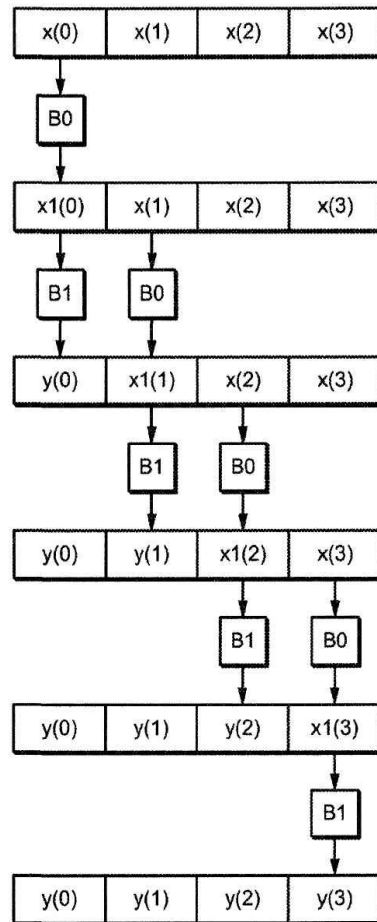 x(0) x(1) x(2) x(3)
B0
x1(0) x(1) x(2) x(3)
B1 B0
y(0) x1(1) x(2) x(3)
B1 B0
y(0) y(1) x1(2) x(3)
B1 B0
y(0) y(1) y(2) x1(3)
B1
y(0) y(1) y(2) y(3)